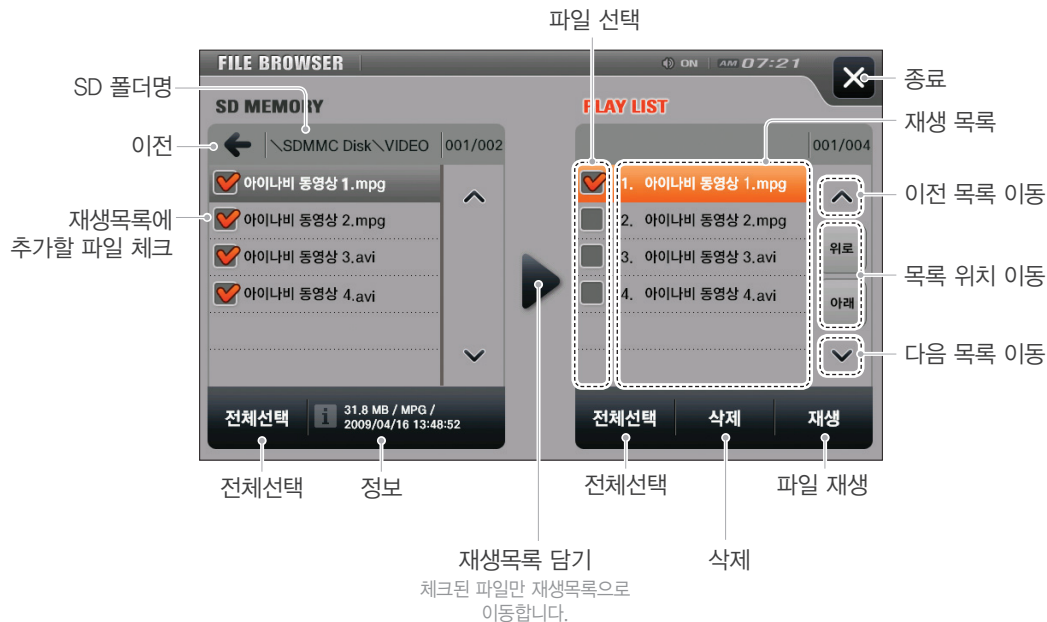 파일 선택
FILE BROWSER
ON AM 07:21
종료
SD 폴더명
SD MEMORY
PLAY LIST
재생 목록
이전
\SDMMC Disk\VIDEO 001/002
001/004
아이나비 동영상 1.mpg
아이나비 동영상 2.mpg
아이나비 동영상 3.avi
아이나비 동영상 4.avi
재생목록에
추가할 파일 체크
1. 아이나비 동영상 1.mpg
2. 아이나비 동영상 2.mpg
3. 아이나비 동영상 3.avi
4. 아이나비 동영상 4.avi
이전 목록 이동
위로
목록 위치 이동
아래
다음 목록 이동
전체선택
i 31.8 MB / MPG /
2009/04/16 13:48:52
전체선택 삭제 재생
전체선택 정보
전체선택 파일 재생
재생목록 담기
체크된 파일만 재생목록으로
이동합니다.
삭제